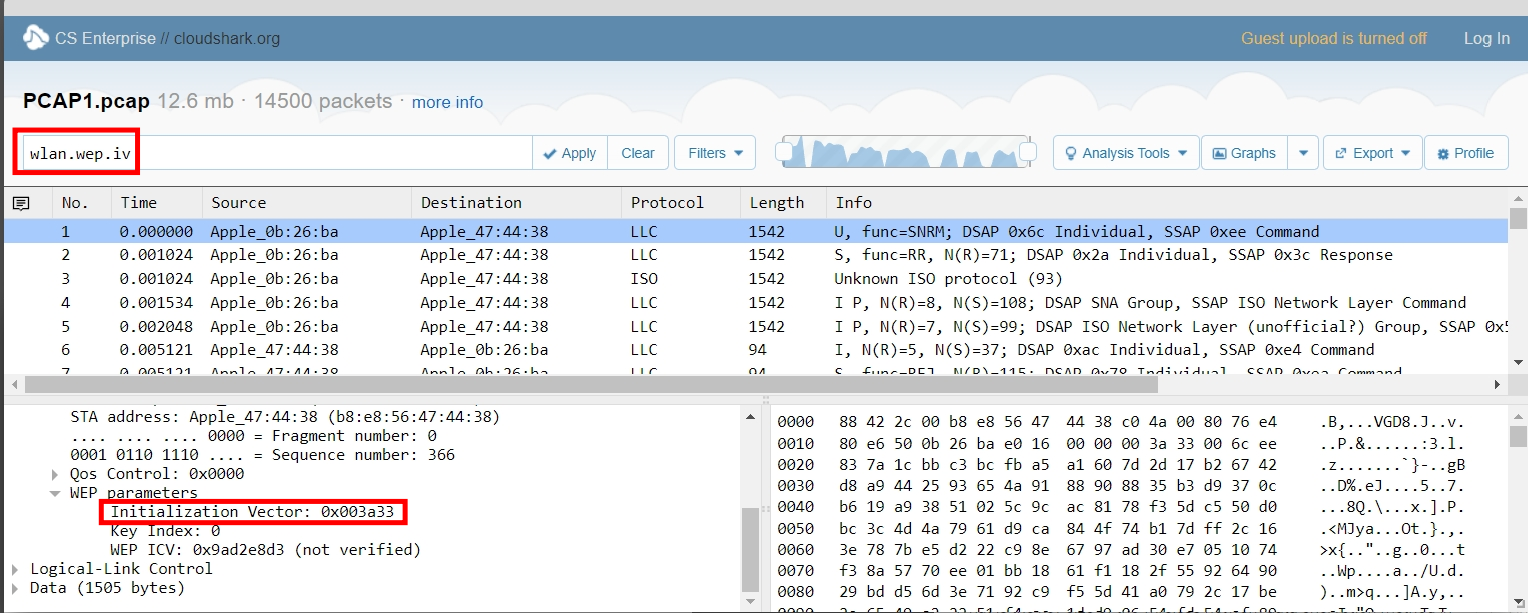 CS Enterprise // cloudshark.org Guest upload is turned off Log In
PCAP1.pcap 12.6 mb · 14500 packets · more info
wlan.wep.iv Apply Clear Filters Analysis Tools Graphs Export Profile
No. Time Source Destination Protocol Length Info
1 0.000000 Apple_0b:26:ba Apple_47:44:38 LLC 1542 U, func=SNRM; DSAP 0x6c Individual, SSAP 0xee Command
2 0.001024 Apple_0b:26:ba Apple_47:44:38 LLC 1542 S, func=RR, N(R)=71; DSAP 0x2a Individual, SSAP 0x3c Response
3 0.001024 Apple_0b:26:ba Apple_47:44:38 ISO 1542 Unknown ISO protocol (93)
4 0.001534 Apple_0b:26:ba Apple_47:44:38 LLC 1542 I P, N(R)=8, N(S)=108; DSAP SNA Group, SSAP ISO Network Layer Command
5 0.002048 Apple_0b:26:ba Apple_47:44:38 LLC 1542 I P, N(R)=7, N(S)=99; DSAP ISO Network Layer (unofficial?) Group, SSAP 0x5
6 0.005121 Apple_47:44:38 Apple_0b:26:ba LLC 94 I, N(R)=5, N(S)=37; DSAP 0xac Individual, SSAP 0xe4 Command
7 0.005121 Apple_47:44:38 Apple_0b:26:ba LLC 94 S, func=REJ, N(R)=115; DSAP 0x78 Individual, SSAP 0xea Command
STA address: Apple_47:44:38 (b8:e8:56:47:44:38)
.... .... .... 0000 = Fragment number: 0
0001 0110 1110 .... = Sequence number: 366
Qos Control: 0x0000
WEP parameters
Initialization Vector: 0x003a33
Key Index: 0
WEP ICV: 0x9ad2e8d3 (not verified)
Logical-Link Control
Data (1505 bytes)
0000 88 42 2c 00 b8 e8 56 47 44 38 c0 4a 00 80 76 e4 .B,...VGD8.J..v.
0010 80 e6 50 0b 26 ba e0 16 00 00 00 3a 33 00 6c ee ..P.&......:3.l.
0020 83 7a 1c bb c3 bc fb a5 a1 60 7d 2d 17 b2 67 42 .z.......`}-..gB
0030 d8 a9 44 25 93 65 4a 91 88 90 88 35 b3 d9 37 0c ..D%.eJ....5..7.
0040 b6 19 a9 38 51 02 5c 9c ac 81 78 f3 5d c5 50 d0 ...8Q.\...x.].P.
0050 bc 3c 4d 4a 79 61 d9 ca 84 4f 74 b1 7d ff 2c 16 .<MJya...Ot.}.,.
0060 3e 78 7b e5 d2 22 c9 8e 67 97 ad 30 e7 05 10 74 >x{.."..g..0...t
0070 f3 8a 57 70 ee 01 bb 18 61 f1 18 2f 55 92 64 90 ..Wp....a../U.d.
0080 29 bd d5 6d 3e 71 92 c9 f5 5d 41 a0 79 2c 17 be )..m>q...]A.y,..